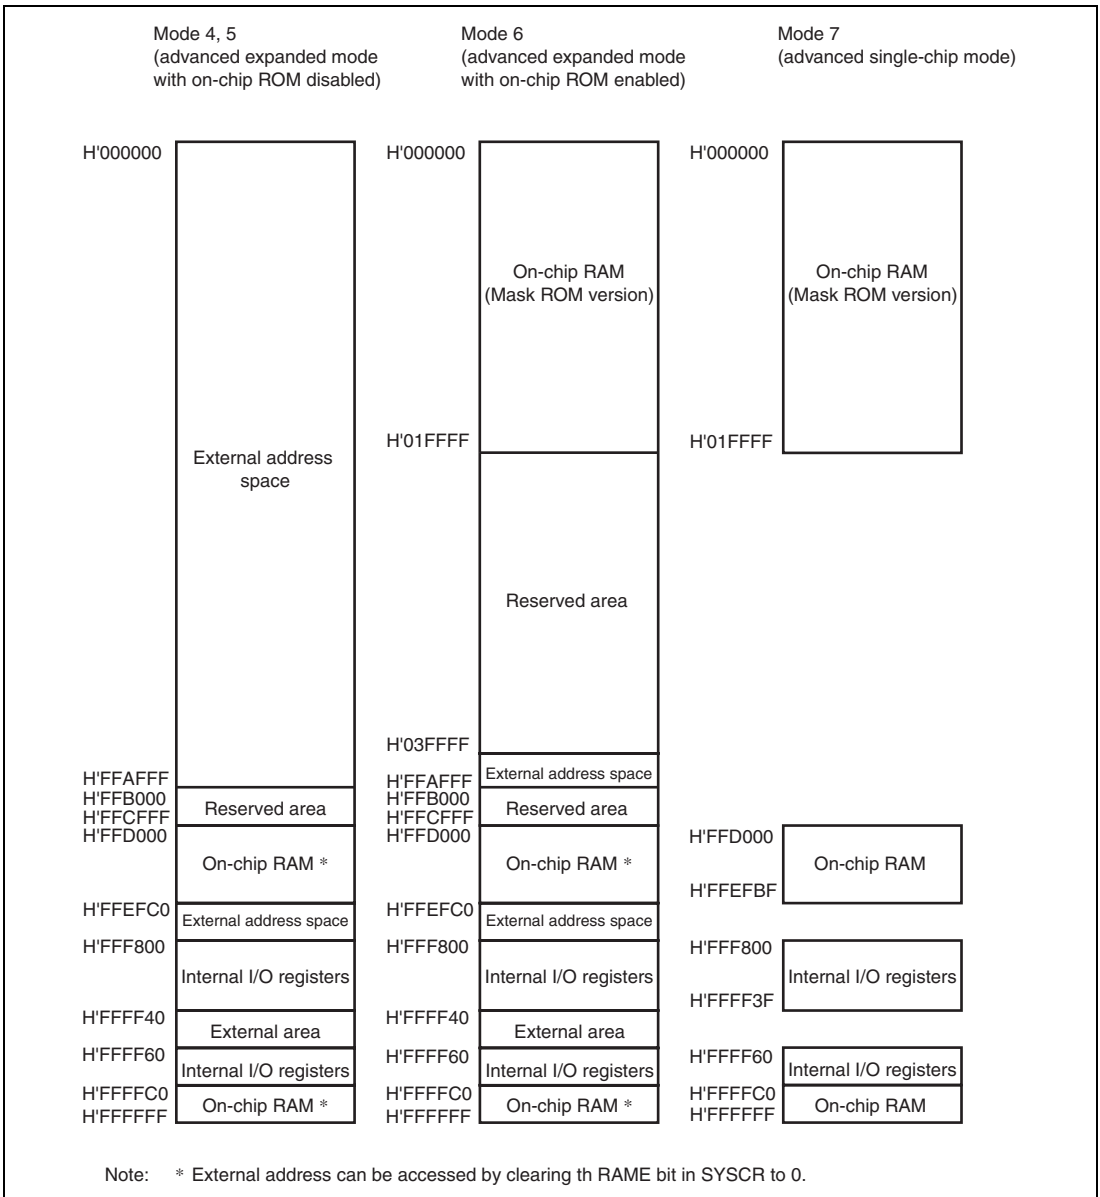 Mode 4, 5
(advanced expanded mode
with on-chip ROM disabled)
Mode 6
(advanced expanded mode
with on-chip ROM enabled)
Mode 7
(advanced single-chip mode)
H'000000
External address
space
H'FFAFFF
H'FFB000
H'FFCFFF
Reserved area
H'FFD000
On-chip RAM *
H'FFEFC0
External address space
H'FFF800
Internal I/O registers
H'FFFF40
External area
H'FFFF60
Internal I/O registers
H'FFFFC0
On-chip RAM *
H'FFFFFF
H'000000
On-chip RAM
(Mask ROM version)
H'01FFFF
Reserved area
H'03FFFF
External address space
H'FFAFFF
H'FFB000
Reserved area
H'FFCFFF
H'FFD000
On-chip RAM *
H'FFEFC0
External address space
H'FFF800
Internal I/O registers
H'FFFF40
External area
H'FFFF60
Internal I/O registers
H'FFFFC0
On-chip RAM *
H'FFFFFF
H'000000
On-chip RAM
(Mask ROM version)
H'01FFFF
H'FFD000
On-chip RAM
H'FFEFBF
H'FFF800
Internal I/O registers
H'FFFF3F
H'FFFF60
Internal I/O registers
H'FFFFC0
On-chip RAM
H'FFFFFF
Note: * External address can be accessed by clearing th RAME bit in SYSCR to 0.